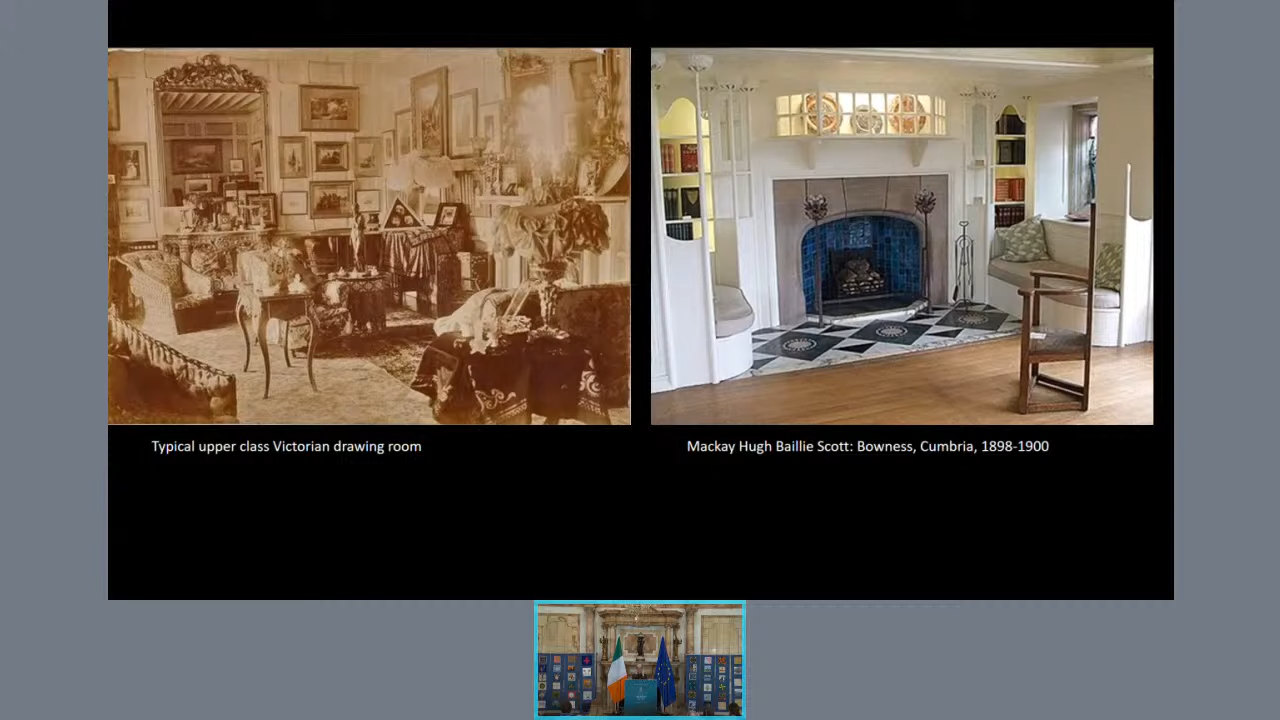 Typical upper class Victorian drawing room
Mackay Hugh Baillie Scott: Bowness, Cumbria, 1898-1900